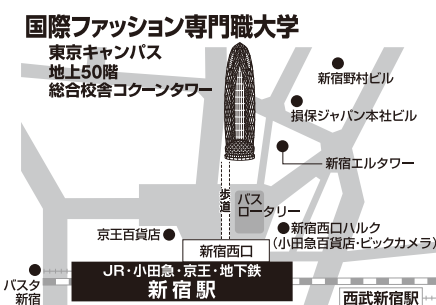 国際ファッション専門職大学
東京キャンパス
地上50階
総合校舎コクーンタワー
新宿野村ビル
損保ジャパン本社ビル
新宿エルタワー
歩道
バス
ロータリー
新宿西口ハルク
(小田急百貨店・ビックカメラ)
京王百貨店
新宿西口
バスタ
新宿
JR・小田急・京王・地下鉄
新宿駅
西武新宿駅